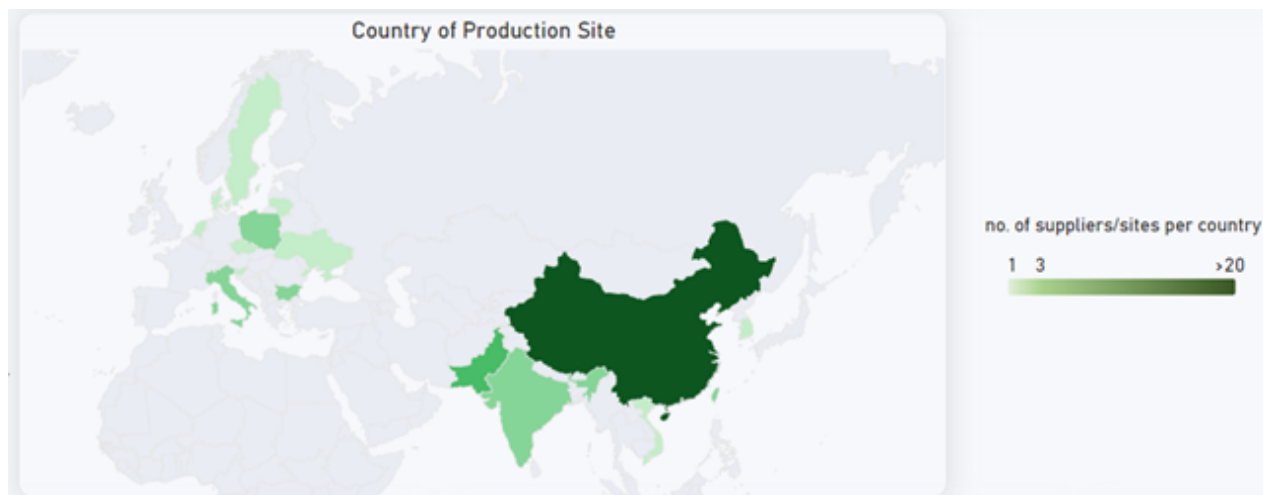 Country of Production Site
no. of suppliers/sites per country
1 3 >20